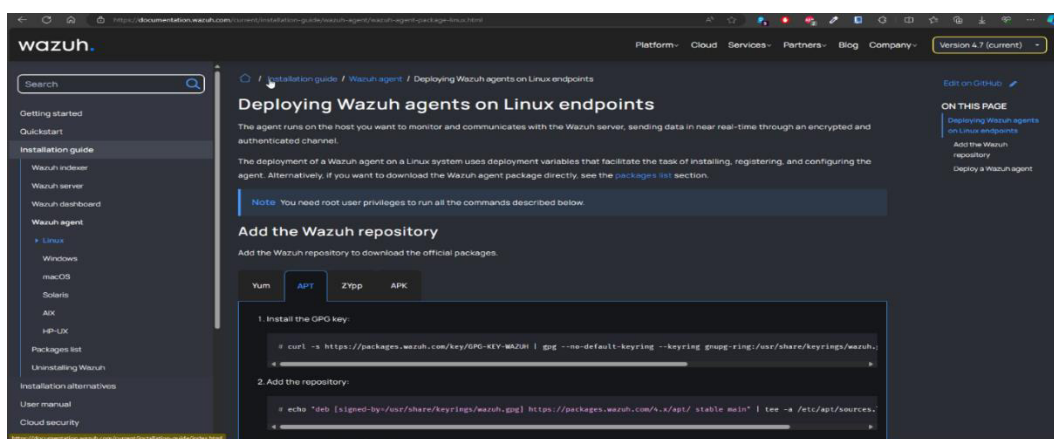 https://documentation.wazuh.com/current/installation-guide/wazuh-agent/wazuh-agent-package-linux.html
wazuh.
Platform
Cloud
Services
Partners
Blog
Company
Version 4.7 (current)
Search
Getting started
Quickstart
Installation guide
Wazuh indexer
Wazuh server
Wazuh dashboard
Wazuh agent
Linux
Windows
macOS
Solaris
AIX
HP-UX
Packages list
Uninstalling Wazuh
Installation alternatives
User manual
Cloud security
https://documentation.wazuh.com/current/installation-guide/index.html
/ Installation guide / Wazuh agent / Deploying Wazuh agents on Linux endpoints
Deploying Wazuh agents on Linux endpoints
The agent runs on the host you want to monitor and communicates with the Wazuh server, sending data in near real-time through an encrypted and
authenticated channel.
The deployment of a Wazuh agent on a Linux system uses deployment variables that facilitate the task of installing, registering, and configuring the
agent. Alternatively, if you want to download the Wazuh agent package directly, see the packages list section.
Note You need root user privileges to run all the commands described below.
Add the Wazuh repository
Add the Wazuh repository to download the official packages.
Yum
APT
ZYpp
APK
1. Install the GPG key:
# curl -s https://packages.wazuh.com/key/GPG-KEY-WAZUH | gpg --no-default-keyring --keyring gnupg-ring:/usr/share/keyrings/wazuh.
2. Add the repository:
# echo "deb [signed-by=/usr/share/keyrings/wazuh.gpg] https://packages.wazuh.com/4.x/apt/ stable main" | tee -a /etc/apt/sources.
Edit on GitHub
ON THIS PAGE
Deploying Wazuh agents
on Linux endpoints
Add the Wazuh
repository
Deploy a Wazuh agent